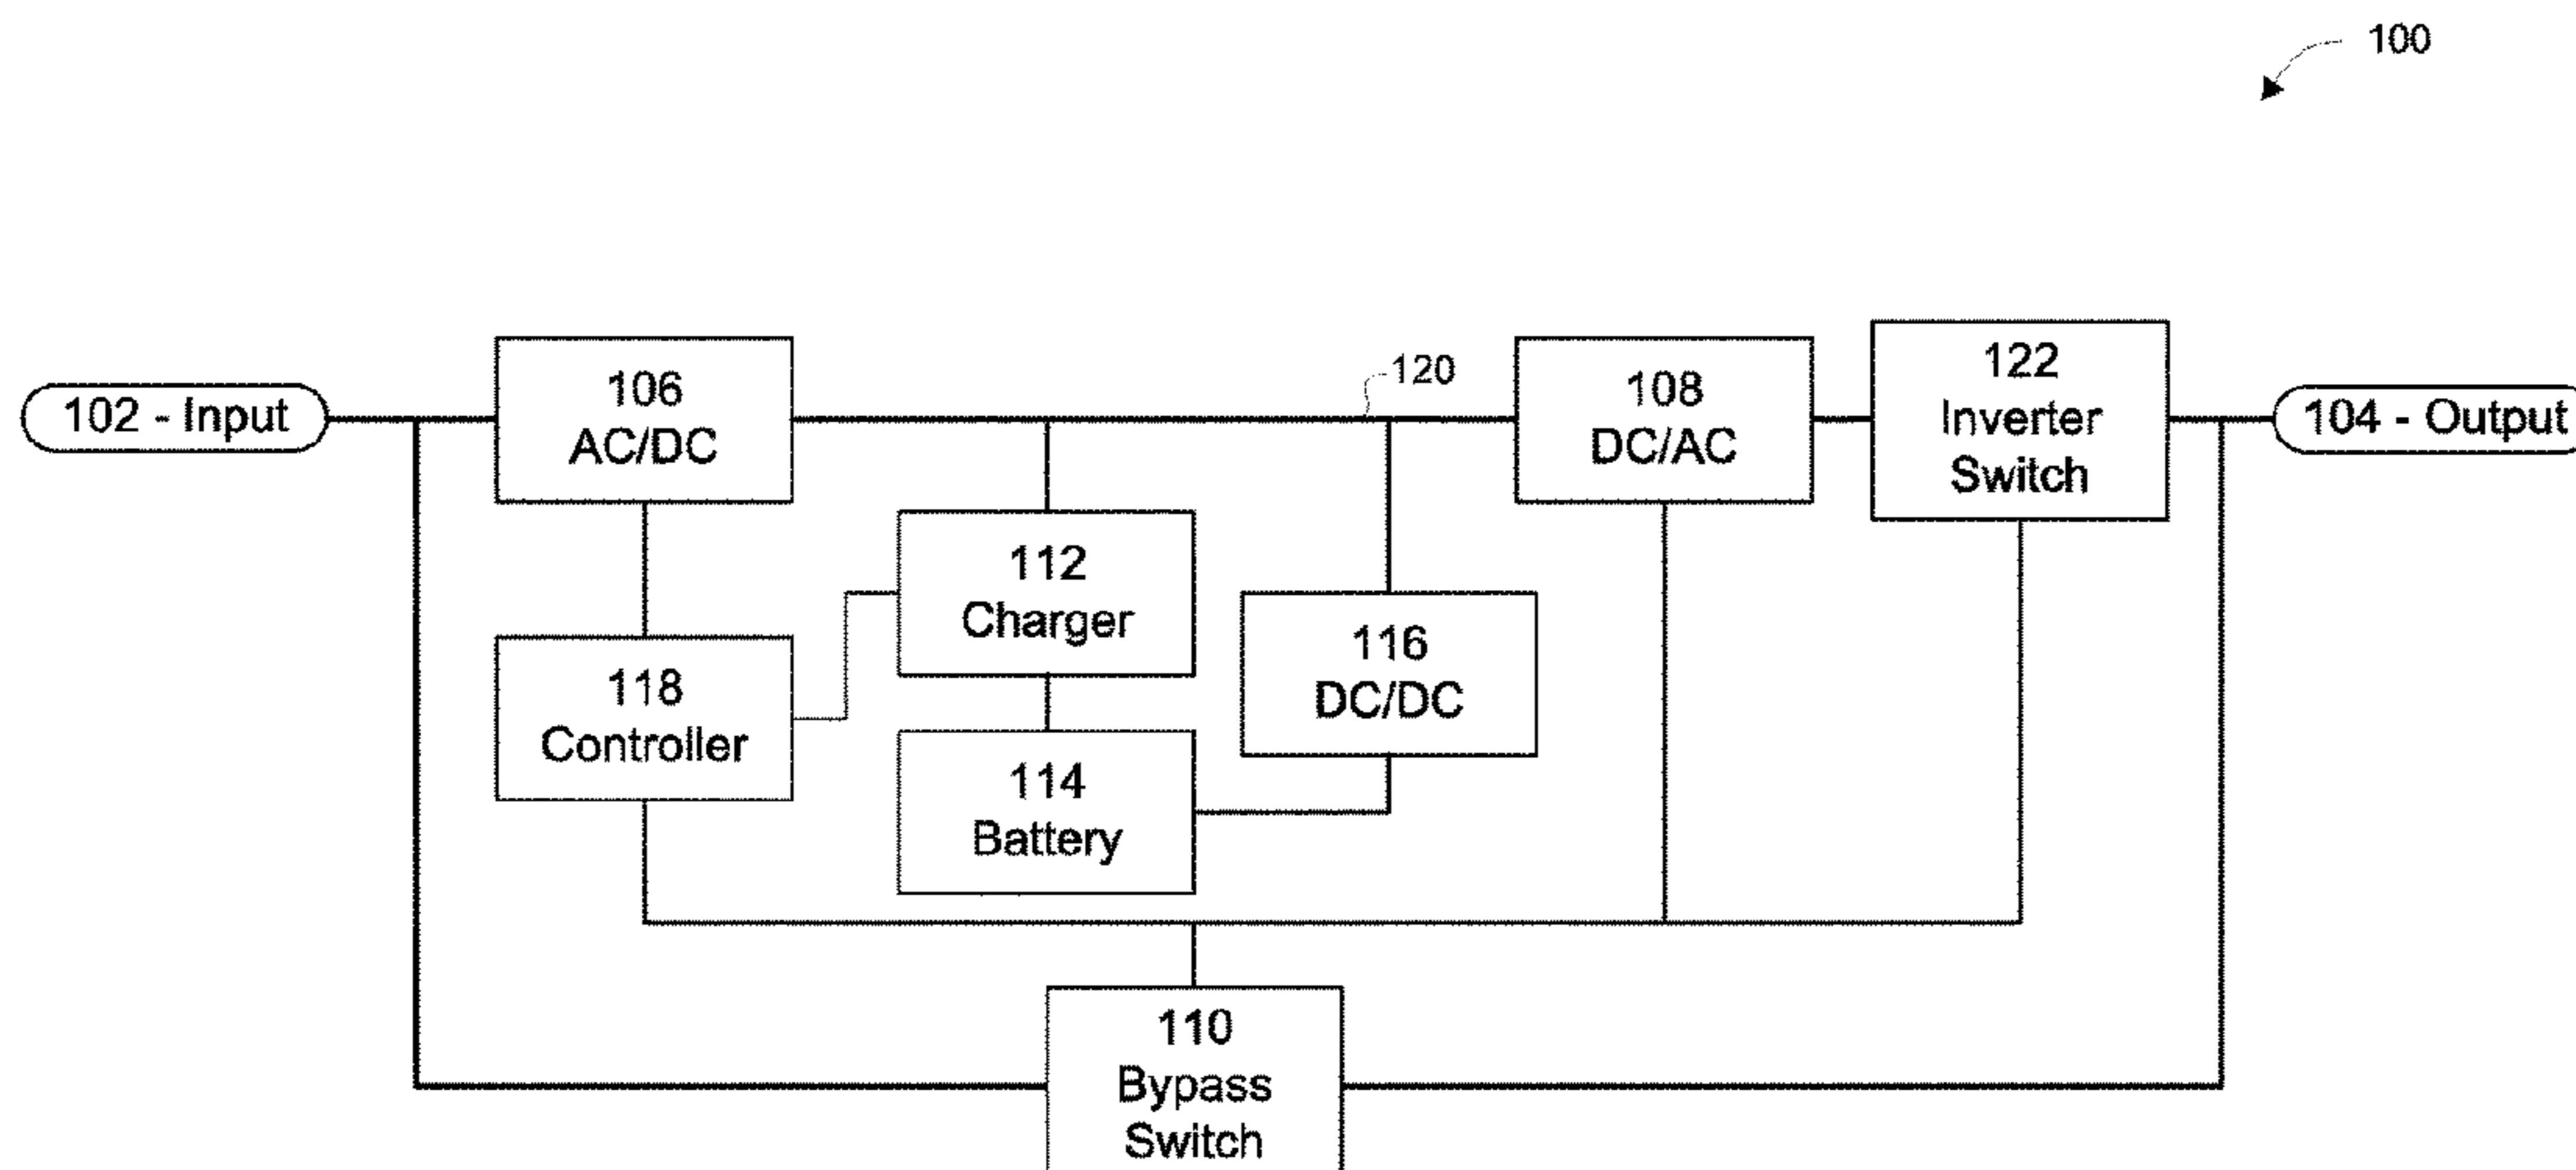 100
102 - Input
106
AC/DC
120
108
DC/AC
122
Inverter
Switch
104 - Output
112
Charger
116
DC/DC
118
Controller
114
Battery
110
Bypass
Switch